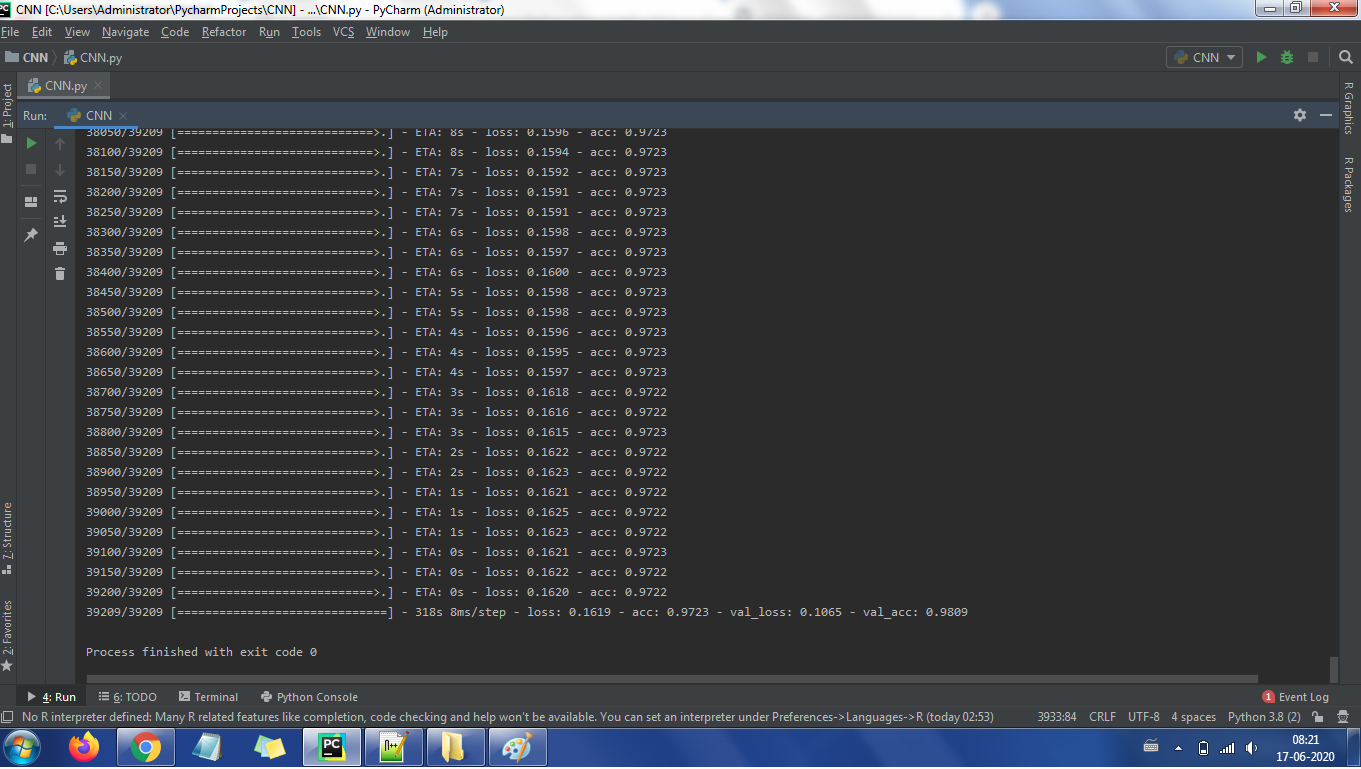 CNN [C:\Users\Administrator\PycharmProjects\CNN] - ...\CNN.py - PyCharm (Administrator)
File Edit View Navigate Code Refactor Run Tools VCS Window Help
CNN CNN.py CNN
CNN.py
1: Project
R Graphics
R Packages
Run: CNN
38050/39209 [============================>.] - ETA: 8s - loss: 0.1596 - acc: 0.9723
38100/39209 [============================>.] - ETA: 8s - loss: 0.1594 - acc: 0.9723
38150/39209 [============================>.] - ETA: 7s - loss: 0.1592 - acc: 0.9723
38200/39209 [============================>.] - ETA: 7s - loss: 0.1591 - acc: 0.9723
38250/39209 [============================>.] - ETA: 7s - loss: 0.1591 - acc: 0.9723
38300/39209 [============================>.] - ETA: 6s - loss: 0.1598 - acc: 0.9723
38350/39209 [============================>.] - ETA: 6s - loss: 0.1597 - acc: 0.9723
38400/39209 [============================>.] - ETA: 6s - loss: 0.1600 - acc: 0.9723
38450/39209 [============================>.] - ETA: 5s - loss: 0.1598 - acc: 0.9723
38500/39209 [============================>.] - ETA: 5s - loss: 0.1598 - acc: 0.9723
38550/39209 [============================>.] - ETA: 4s - loss: 0.1596 - acc: 0.9723
38600/39209 [============================>.] - ETA: 4s - loss: 0.1595 - acc: 0.9723
38650/39209 [============================>.] - ETA: 4s - loss: 0.1597 - acc: 0.9723
38700/39209 [============================>.] - ETA: 3s - loss: 0.1618 - acc: 0.9722
38750/39209 [============================>.] - ETA: 3s - loss: 0.1616 - acc: 0.9722
38800/39209 [============================>.] - ETA: 3s - loss: 0.1615 - acc: 0.9723
38850/39209 [============================>.] - ETA: 2s - loss: 0.1622 - acc: 0.9722
38900/39209 [============================>.] - ETA: 2s - loss: 0.1623 - acc: 0.9722
38950/39209 [============================>.] - ETA: 1s - loss: 0.1621 - acc: 0.9722
39000/39209 [============================>.] - ETA: 1s - loss: 0.1625 - acc: 0.9722
39050/39209 [============================>.] - ETA: 1s - loss: 0.1623 - acc: 0.9722
39100/39209 [============================>.] - ETA: 0s - loss: 0.1621 - acc: 0.9723
39150/39209 [============================>.] - ETA: 0s - loss: 0.1622 - acc: 0.9722
39200/39209 [============================>.] - ETA: 0s - loss: 0.1620 - acc: 0.9722
39209/39209 [==============================] - 318s 8ms/step - loss: 0.1619 - acc: 0.9723 - val_loss: 0.1065 - val_acc: 0.9809
Process finished with exit code 0
7: Structure
2: Favorites
4: Run 6: TODO Terminal Python Console 1 Event Log
No R interpreter defined: Many R related features like completion, code checking and help won't be available. You can set an interpreter under Preferences->Languages->R (today 02:53) 3933:84 CRLF UTF-8 4 spaces Python 3.8 (2)
08:21
17-06-2020